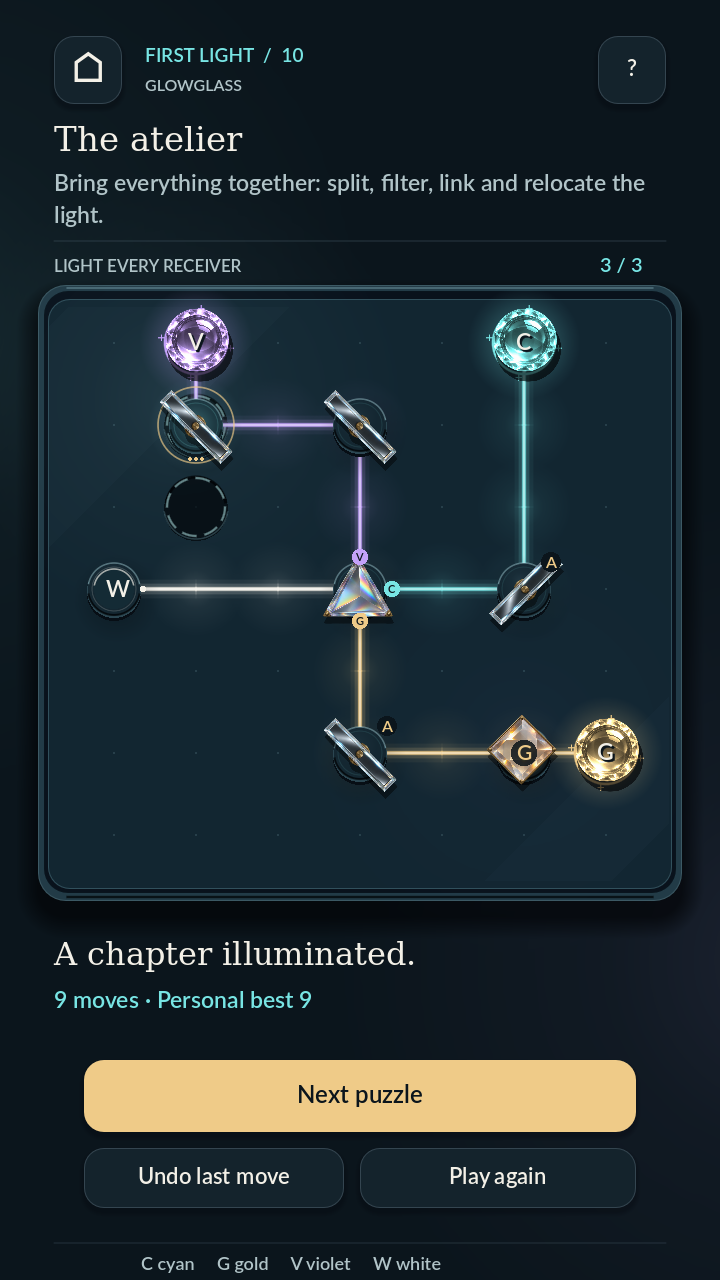 FIRST LIGHT / 10
GLOWGLASS
?
The atelier
Bring everything together: split, filter, link and relocate the
light.
LIGHT EVERY RECEIVER
3 / 3
V
C
V
W
C
A
G
A
G
G
A chapter illuminated.
9 moves · Personal best 9
Next puzzle
Undo last move
Play again
C cyan G gold V violet W white